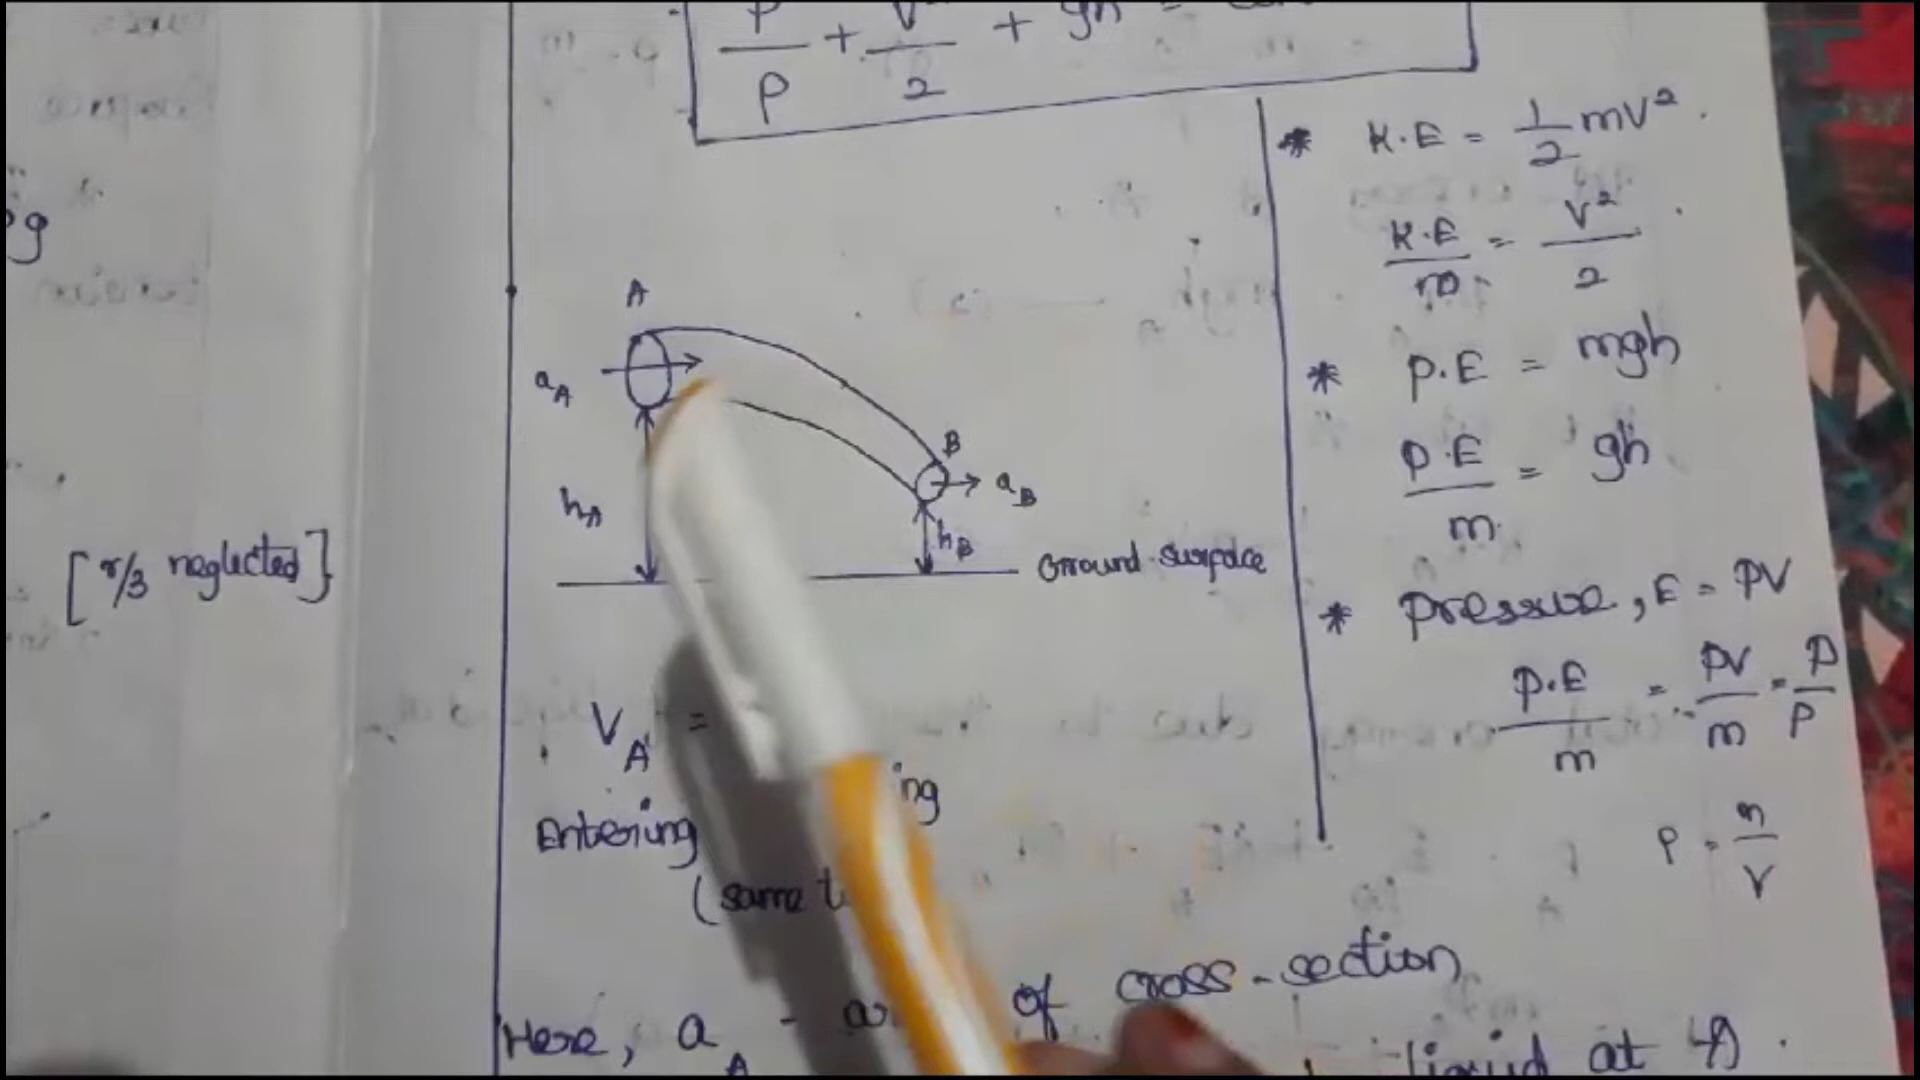 P/ρ + V²/2 + gh =
* K.E = 1/2 mv².
K.E/m = V²/2.
* P.E = mgh
P.E/m = gh
* Pressure, E = PV
P.E/m = PV/m = P/ρ
ρ = m/V
A
a_A
h_A
B
a_B
h_B
Ground surface
V_A =
Entering
(same
Here, a_A - of cross-section
liquid at A.
g
[r/3 neglected]